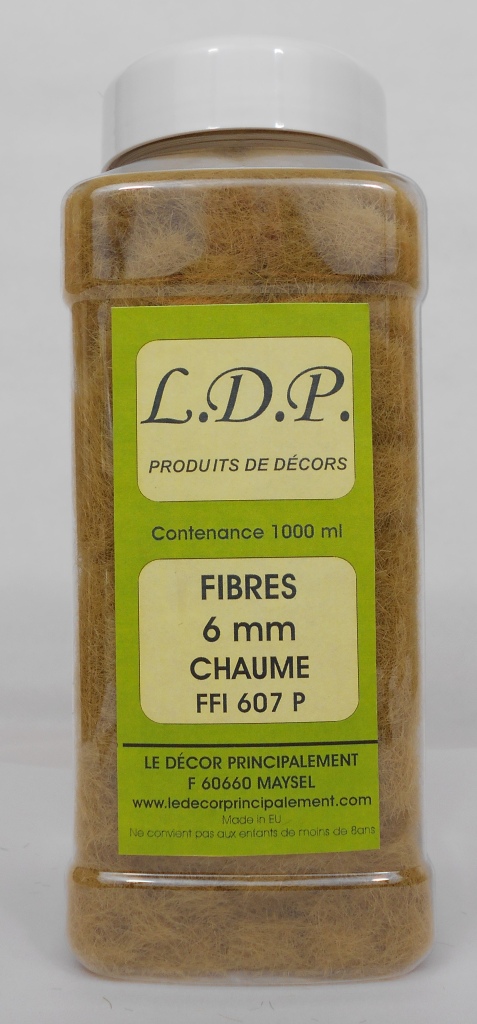 L.D.P.
PRODUITS DE DÉCORS
Contenance 1000 ml
FIBRES
6 mm
CHAUME
FFI 607 P
LE DÉCOR PRINCIPALEMENT
F 60660 MAYSEL
www.ledecorprincipalement.com
Made in EU
Ne convient pas aux enfants de moins de 8ans